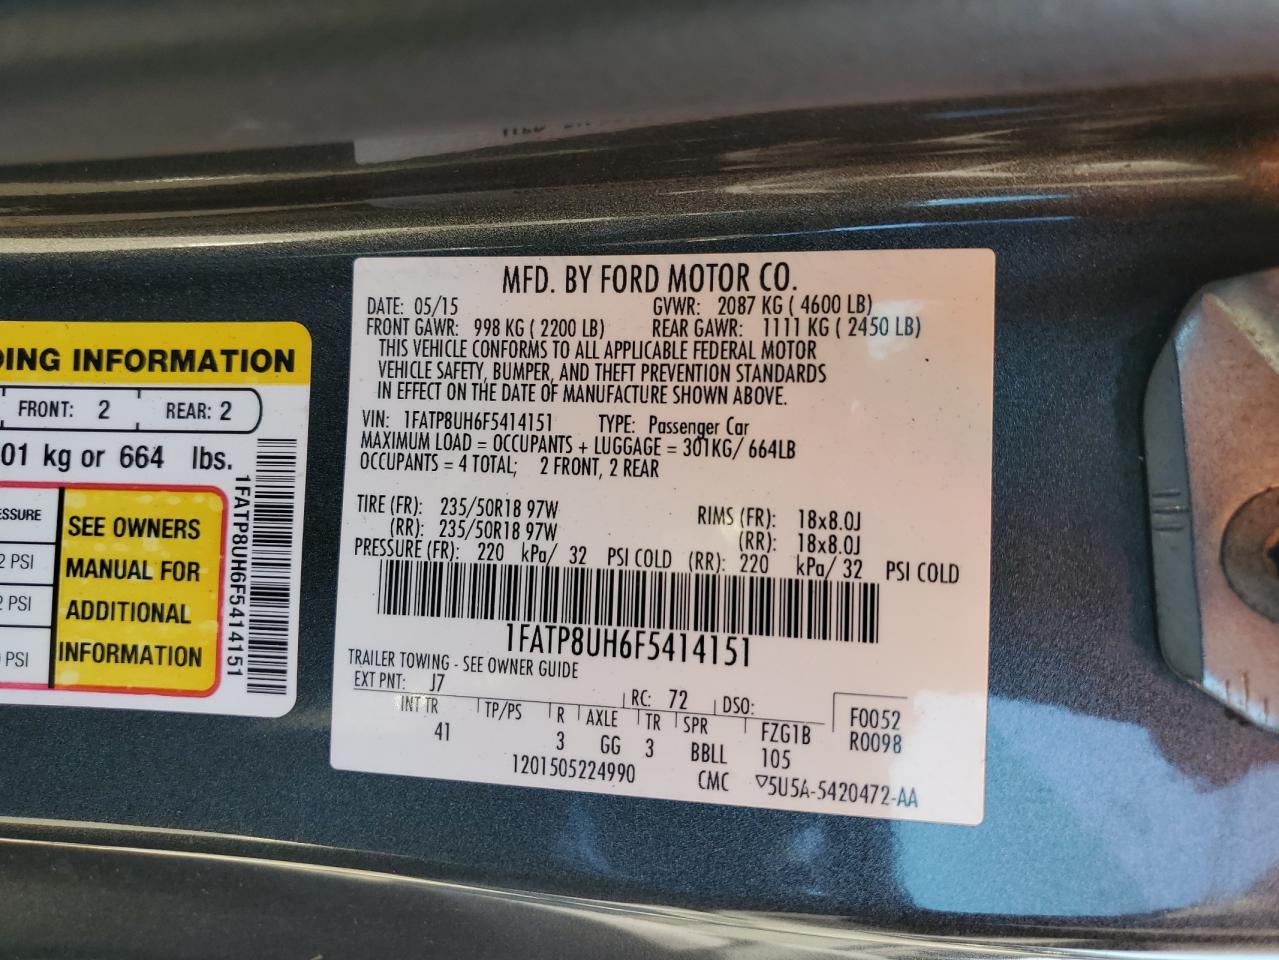 DING INFORMATION
FRONT: 2 REAR: 2
01 kg or 664 lbs.
ESSURE
2 PSI
2 PSI
PSI
SEE OWNERS
MANUAL FOR
ADDITIONAL
INFORMATION
1FATP8UH6F5414151
MFD. BY FORD MOTOR CO.
DATE: 05/15 GVWR: 2087 KG ( 4600 LB)
FRONT GAWR: 998 KG ( 2200 LB) REAR GAWR: 1111 KG ( 2450 LB)
THIS VEHICLE CONFORMS TO ALL APPLICABLE FEDERAL MOTOR
VEHICLE SAFETY, BUMPER, AND THEFT PREVENTION STANDARDS
IN EFFECT ON THE DATE OF MANUFACTURE SHOWN ABOVE.
VIN: 1FATP8UH6F5414151 TYPE: Passenger Car
MAXIMUM LOAD = OCCUPANTS + LUGGAGE = 301KG/ 664LB
OCCUPANTS = 4 TOTAL; 2 FRONT, 2 REAR
TIRE (FR): 235/50R18 97W RIMS (FR): 18x8.0J
(RR): 235/50R18 97W (RR): 18x8.0J
PRESSURE (FR): 220 kPa/ 32 PSI COLD (RR): 220 kPa/ 32 PSI COLD
1FATP8UH6F5414151
TRAILER TOWING - SEE OWNER GUIDE
EXT PNT: J7 RC: 72 DSO:
INT TR TP/PS R AXLE TR SPR FZG1B F0052
41 3 GG 3 BBLL 105 R0098
1201505224990 CMC ▽5U5A-5420472-AA